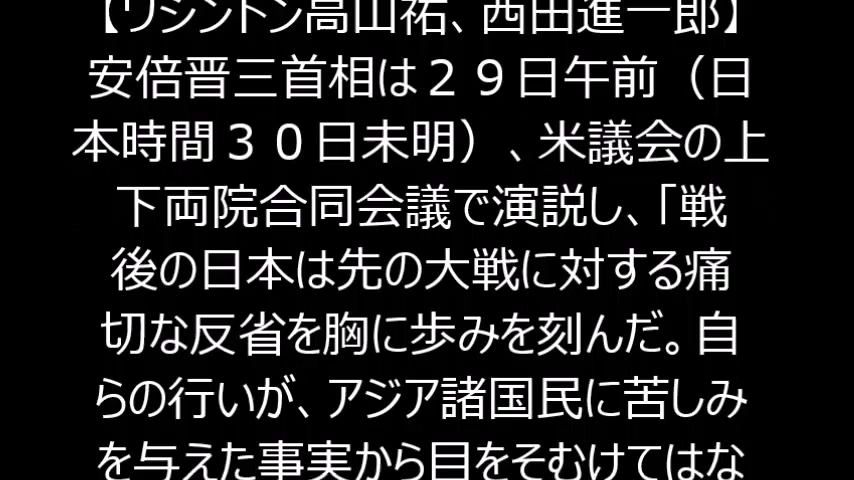 【ワシントン高山祐、西田進一郎】
安倍晋三首相は２９日午前（日
本時間３０日未明）、米議会の上
下両院合同会議で演説し、「戦
後の日本は先の大戦に対する痛
切な反省を胸に歩みを刻んだ。自
らの行いが、アジア諸国民に苦しみ
を与えた事実から目をそむけてはな